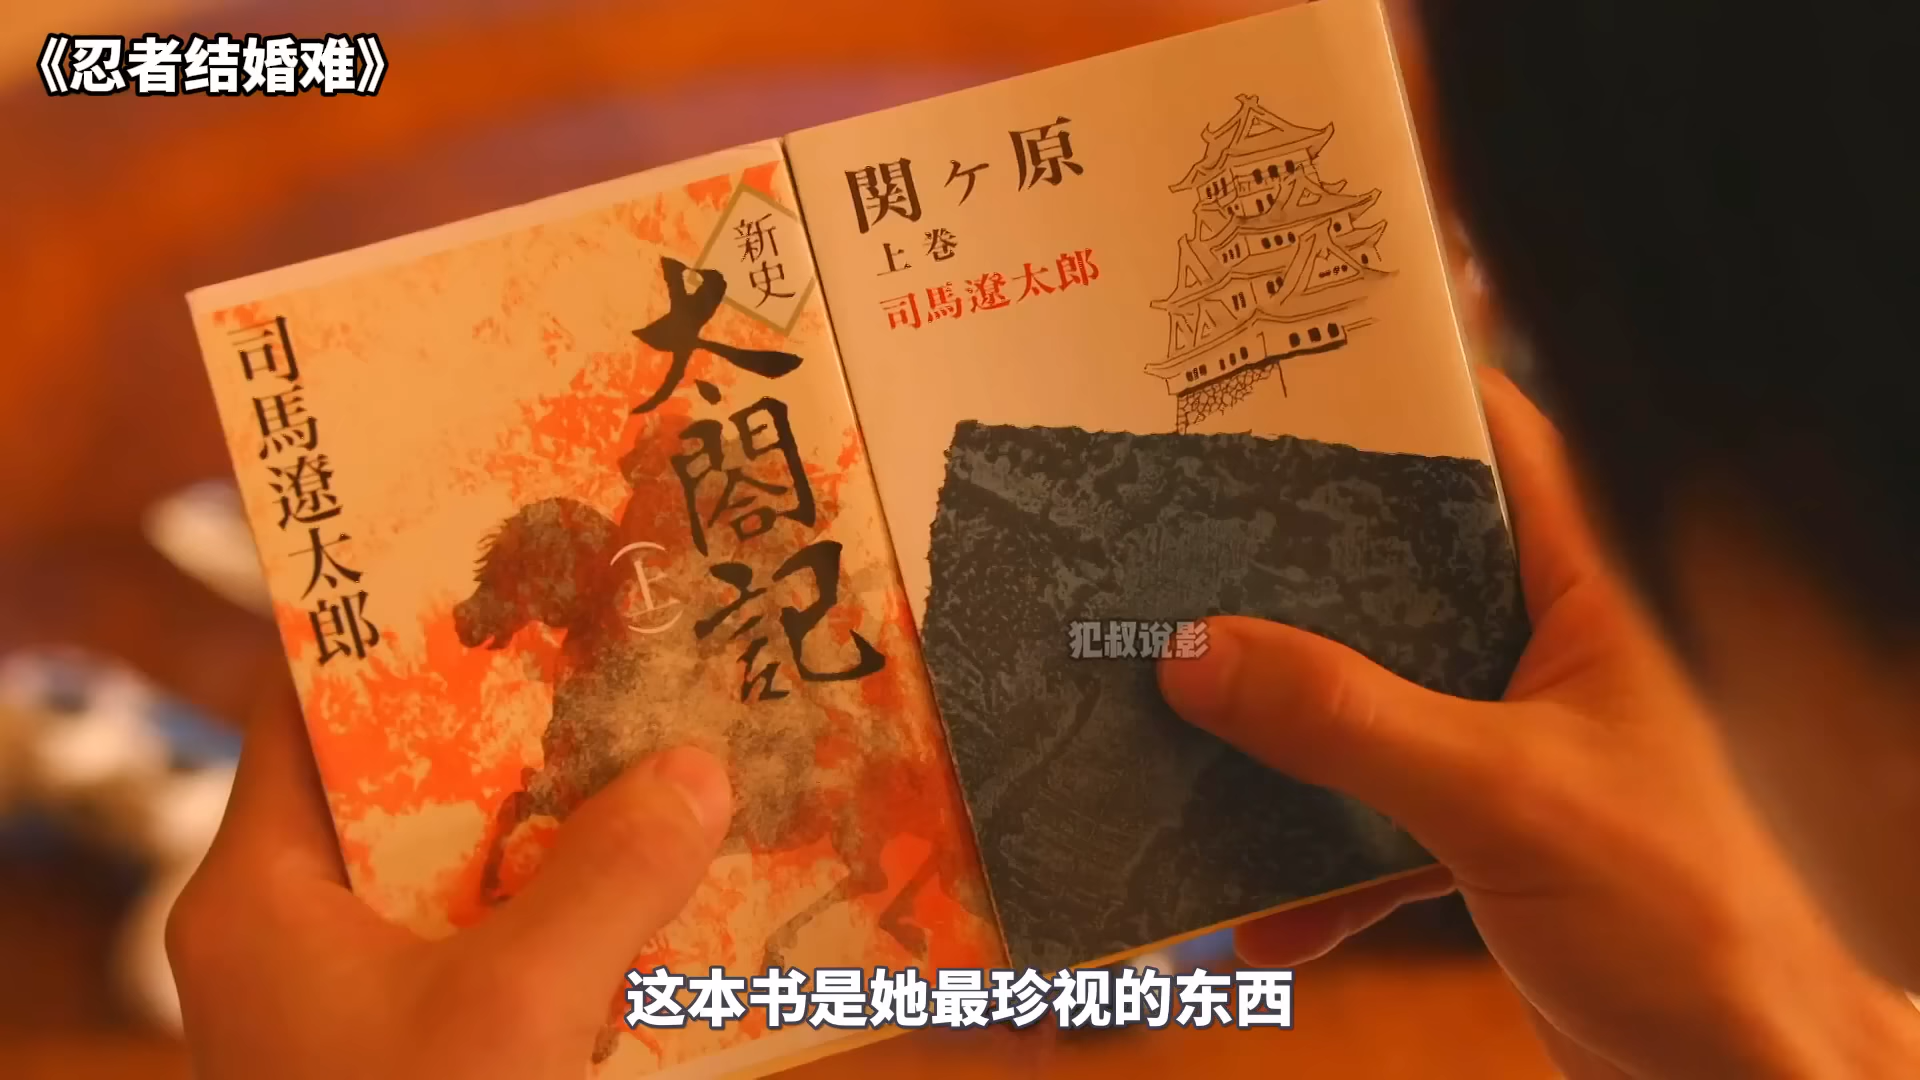 《忍者结婚难》
司馬遼太郎
新史
太閤記
(上)
関ヶ原
上巻
司馬遼太郎
犯叔说影
这本书是她最珍视的东西